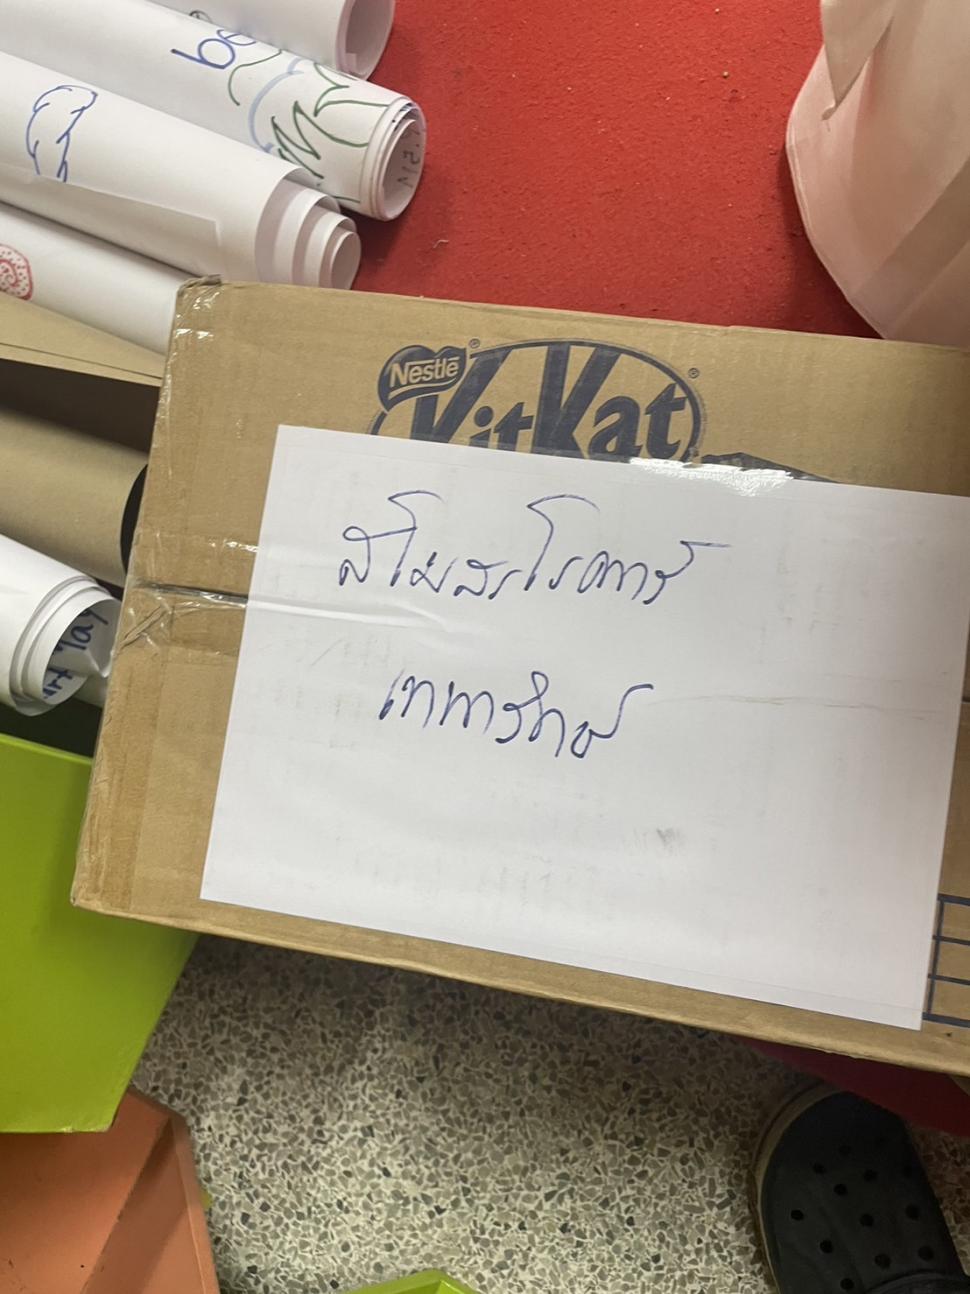 be
Nestlé
KitKat
สโมสรโรตารี
เทพารักษ์